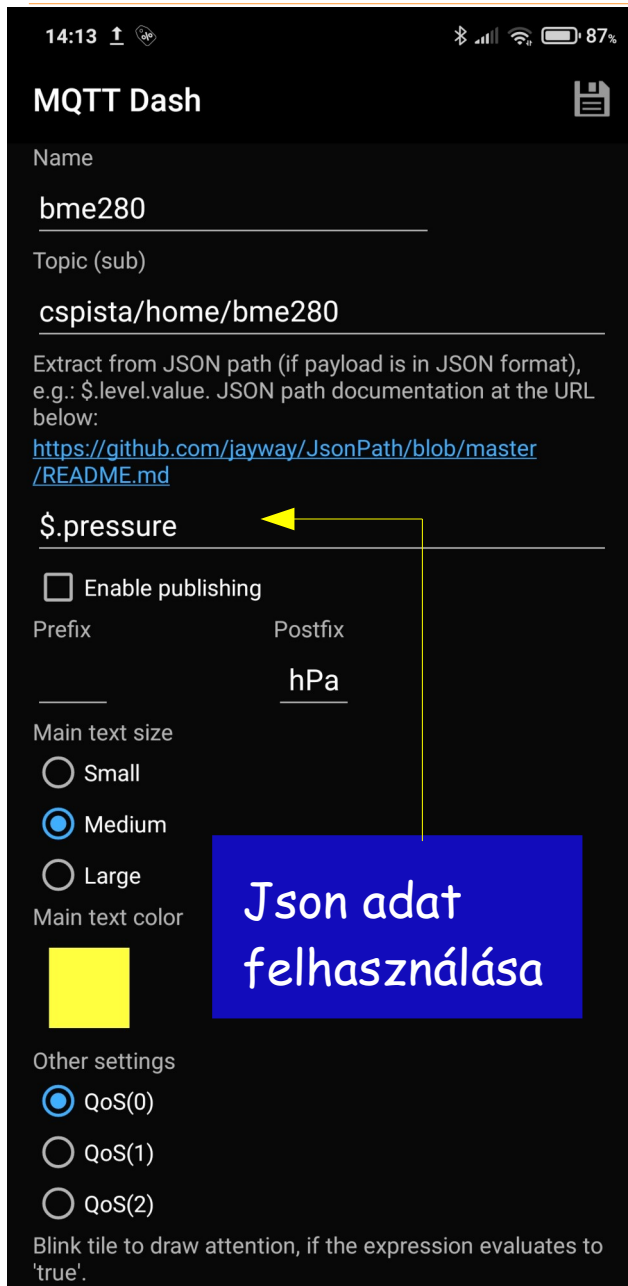 14:13
87%
MQTT Dash
Name
bme280
Topic (sub)
cspista/home/bme280
Extract from JSON path (if payload is in JSON format),
e.g.: $.level.value. JSON path documentation at the URL
below:
https://github.com/jayway/JsonPath/blob/master
/README.md
$.pressure
Enable publishing
Prefix
Postfix
hPa
Main text size
Small
Medium
Large
Main text color
Json adat
felhasználása
Other settings
QoS(0)
QoS(1)
QoS(2)
Blink tile to draw attention, if the expression evaluates to
'true'.